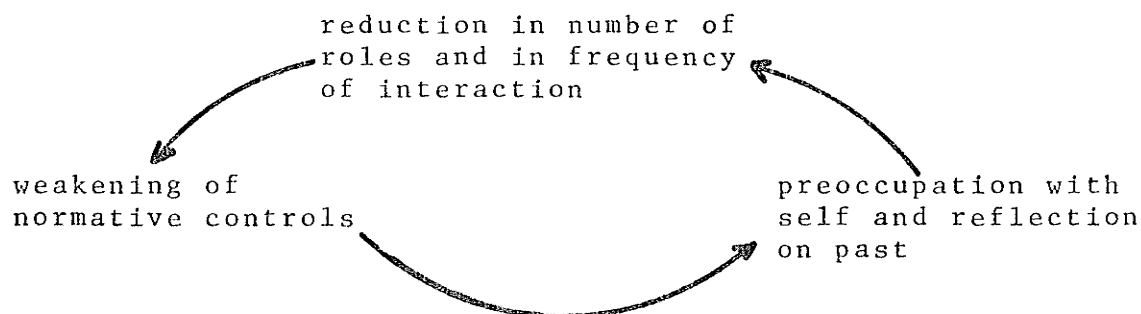 reduction in number of
roles and in frequency
of interaction
weakening of
normative controls
preoccupation with
self and reflection
on past